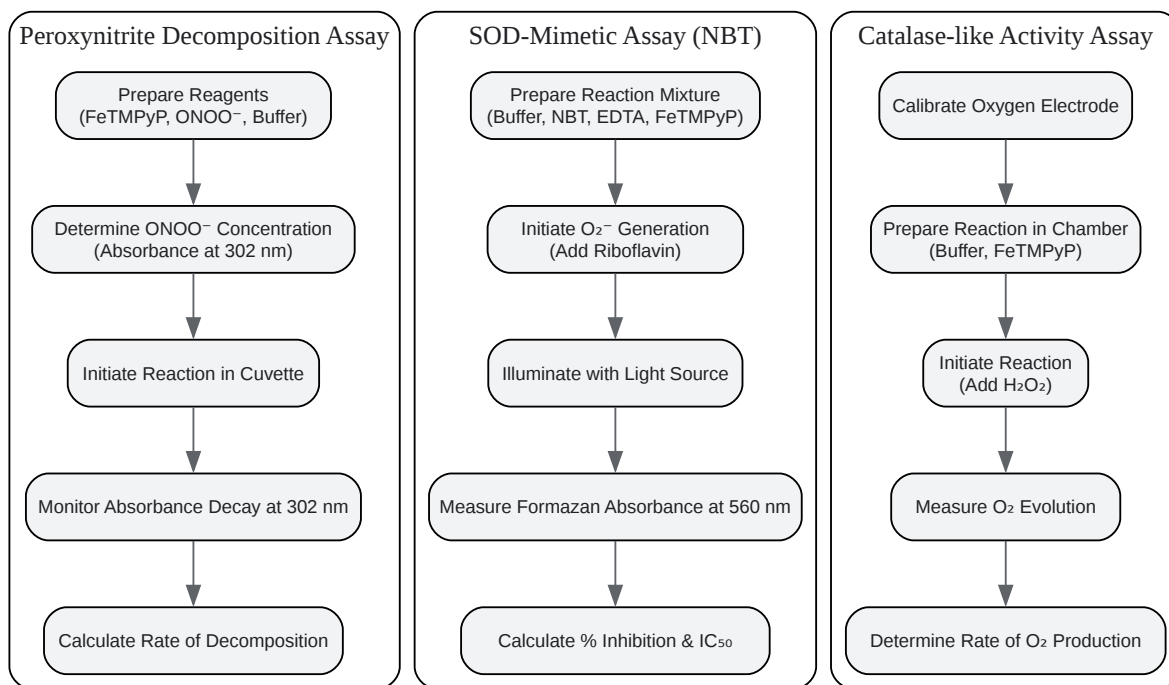 Peroxynitrite Decomposition Assay
Prepare Reagents
(FeTMPyP, ONOO⁻, Buffer)
Determine ONOO⁻ Concentration
(Absorbance at 302 nm)
Initiate Reaction in Cuvette
Monitor Absorbance Decay at 302 nm
Calculate Rate of Decomposition
SOD-Mimetic Assay (NBT)
Prepare Reaction Mixture
(Buffer, NBT, EDTA, FeTMPyP)
Initiate O₂⁻ Generation
(Add Riboflavin)
Illuminate with Light Source
Measure Formazan Absorbance at 560 nm
Calculate % Inhibition & IC₅₀
Catalase-like Activity Assay
Calibrate Oxygen Electrode
Prepare Reaction in Chamber
(Buffer, FeTMPyP)
Initiate Reaction
(Add H₂O₂)
Measure O₂ Evolution
Determine Rate of O₂ Production